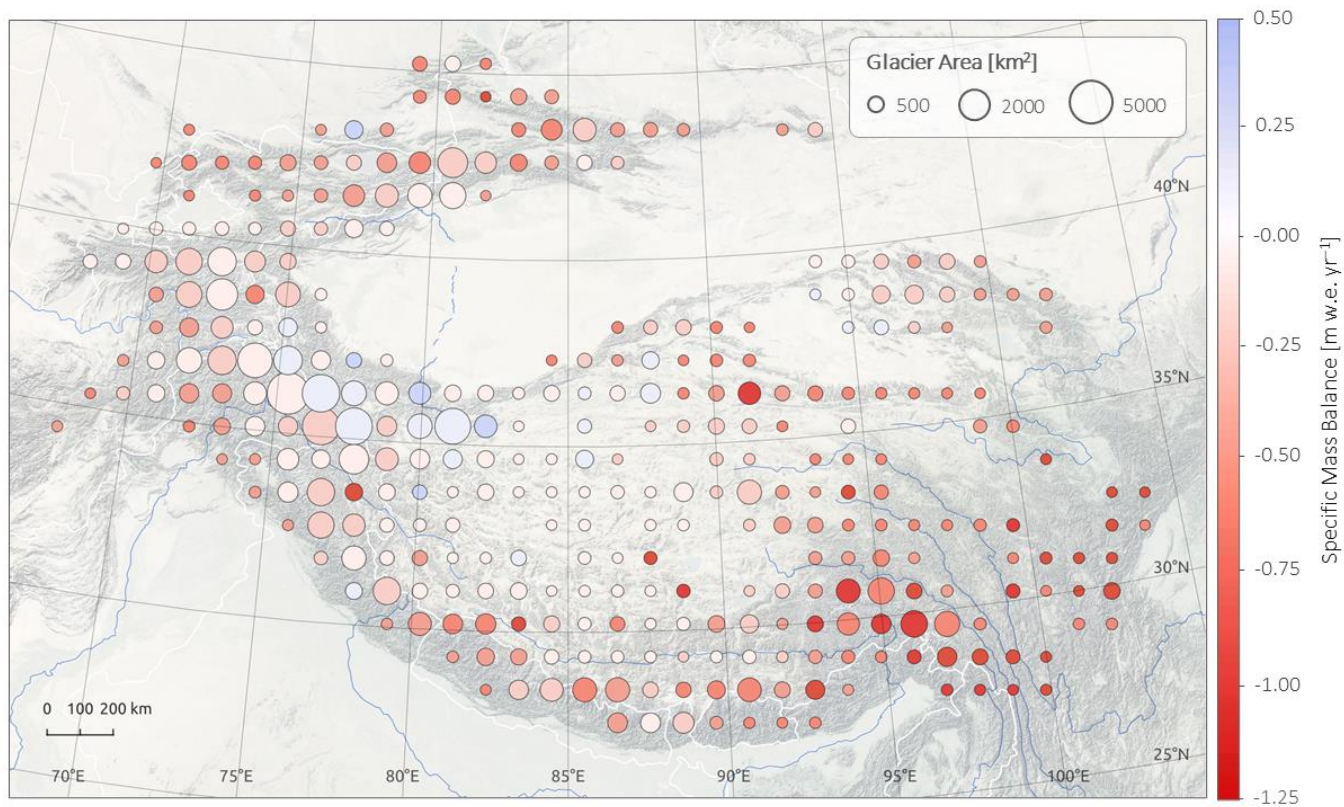 Glacier Area [km²]
500 2000 5000
0.50
0.25
-0.00
-0.25
-0.50
-0.75
-1.00
-1.25
Specific Mass Balance [m w.e. yr⁻¹]
40°N
35°N
30°N
25°N
0 100 200 km
70°E 75°E 80°E 85°E 90°E 95°E 100°E